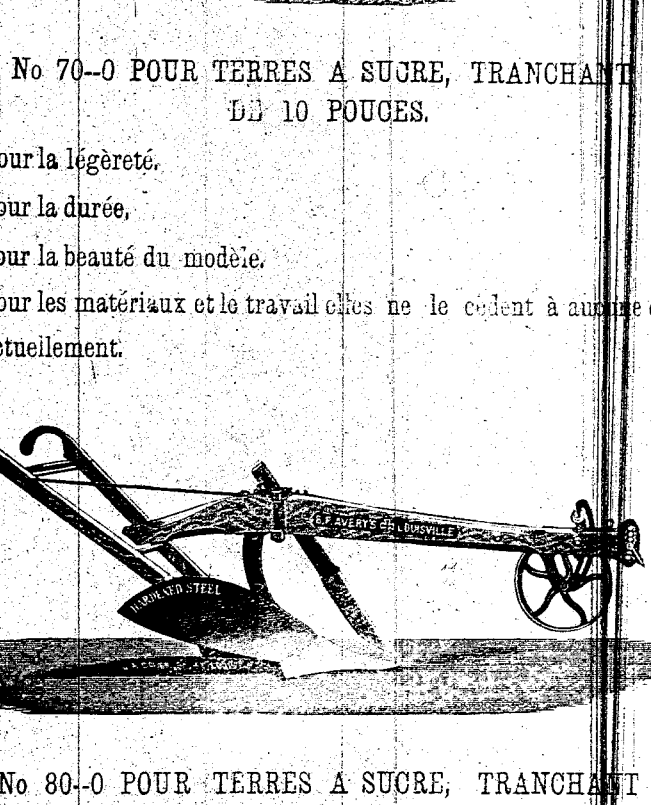 No 70--0 POUR TERRES A SUCRE, TRANCHANT
DE 10 POUCES.
our la légèreté.
our la durée,
our la beauté du modèle.
our les matériaux et le travail elles ne le cèdent à aucune
ctuellement.
AVERY LOUISVILLE
HARDENED STEEL
No 80--0 POUR TERRES A SUCRE, TRANCHANT